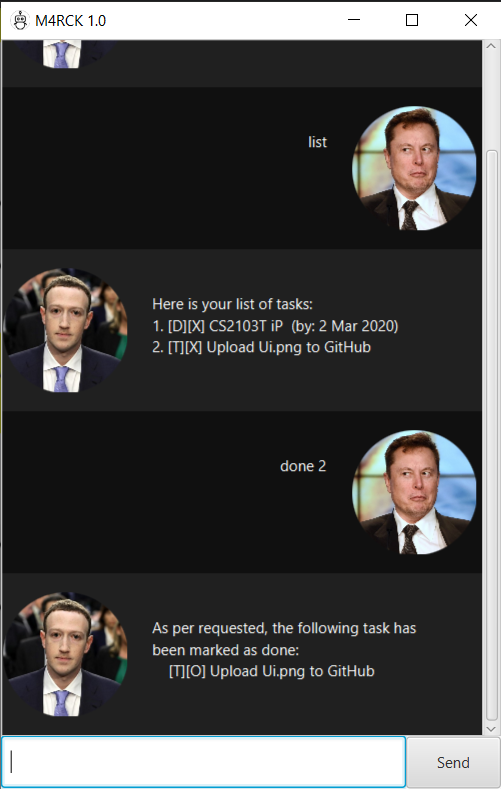 M4RCK 1.0
list
Here is your list of tasks:
1. [D][X] CS2103T iP  (by: 2 Mar 2020)
2. [T][X] Upload Ui.png to GitHub
done 2
As per requested, the following task has
been marked as done:
[T][O] Upload Ui.png to GitHub
Send